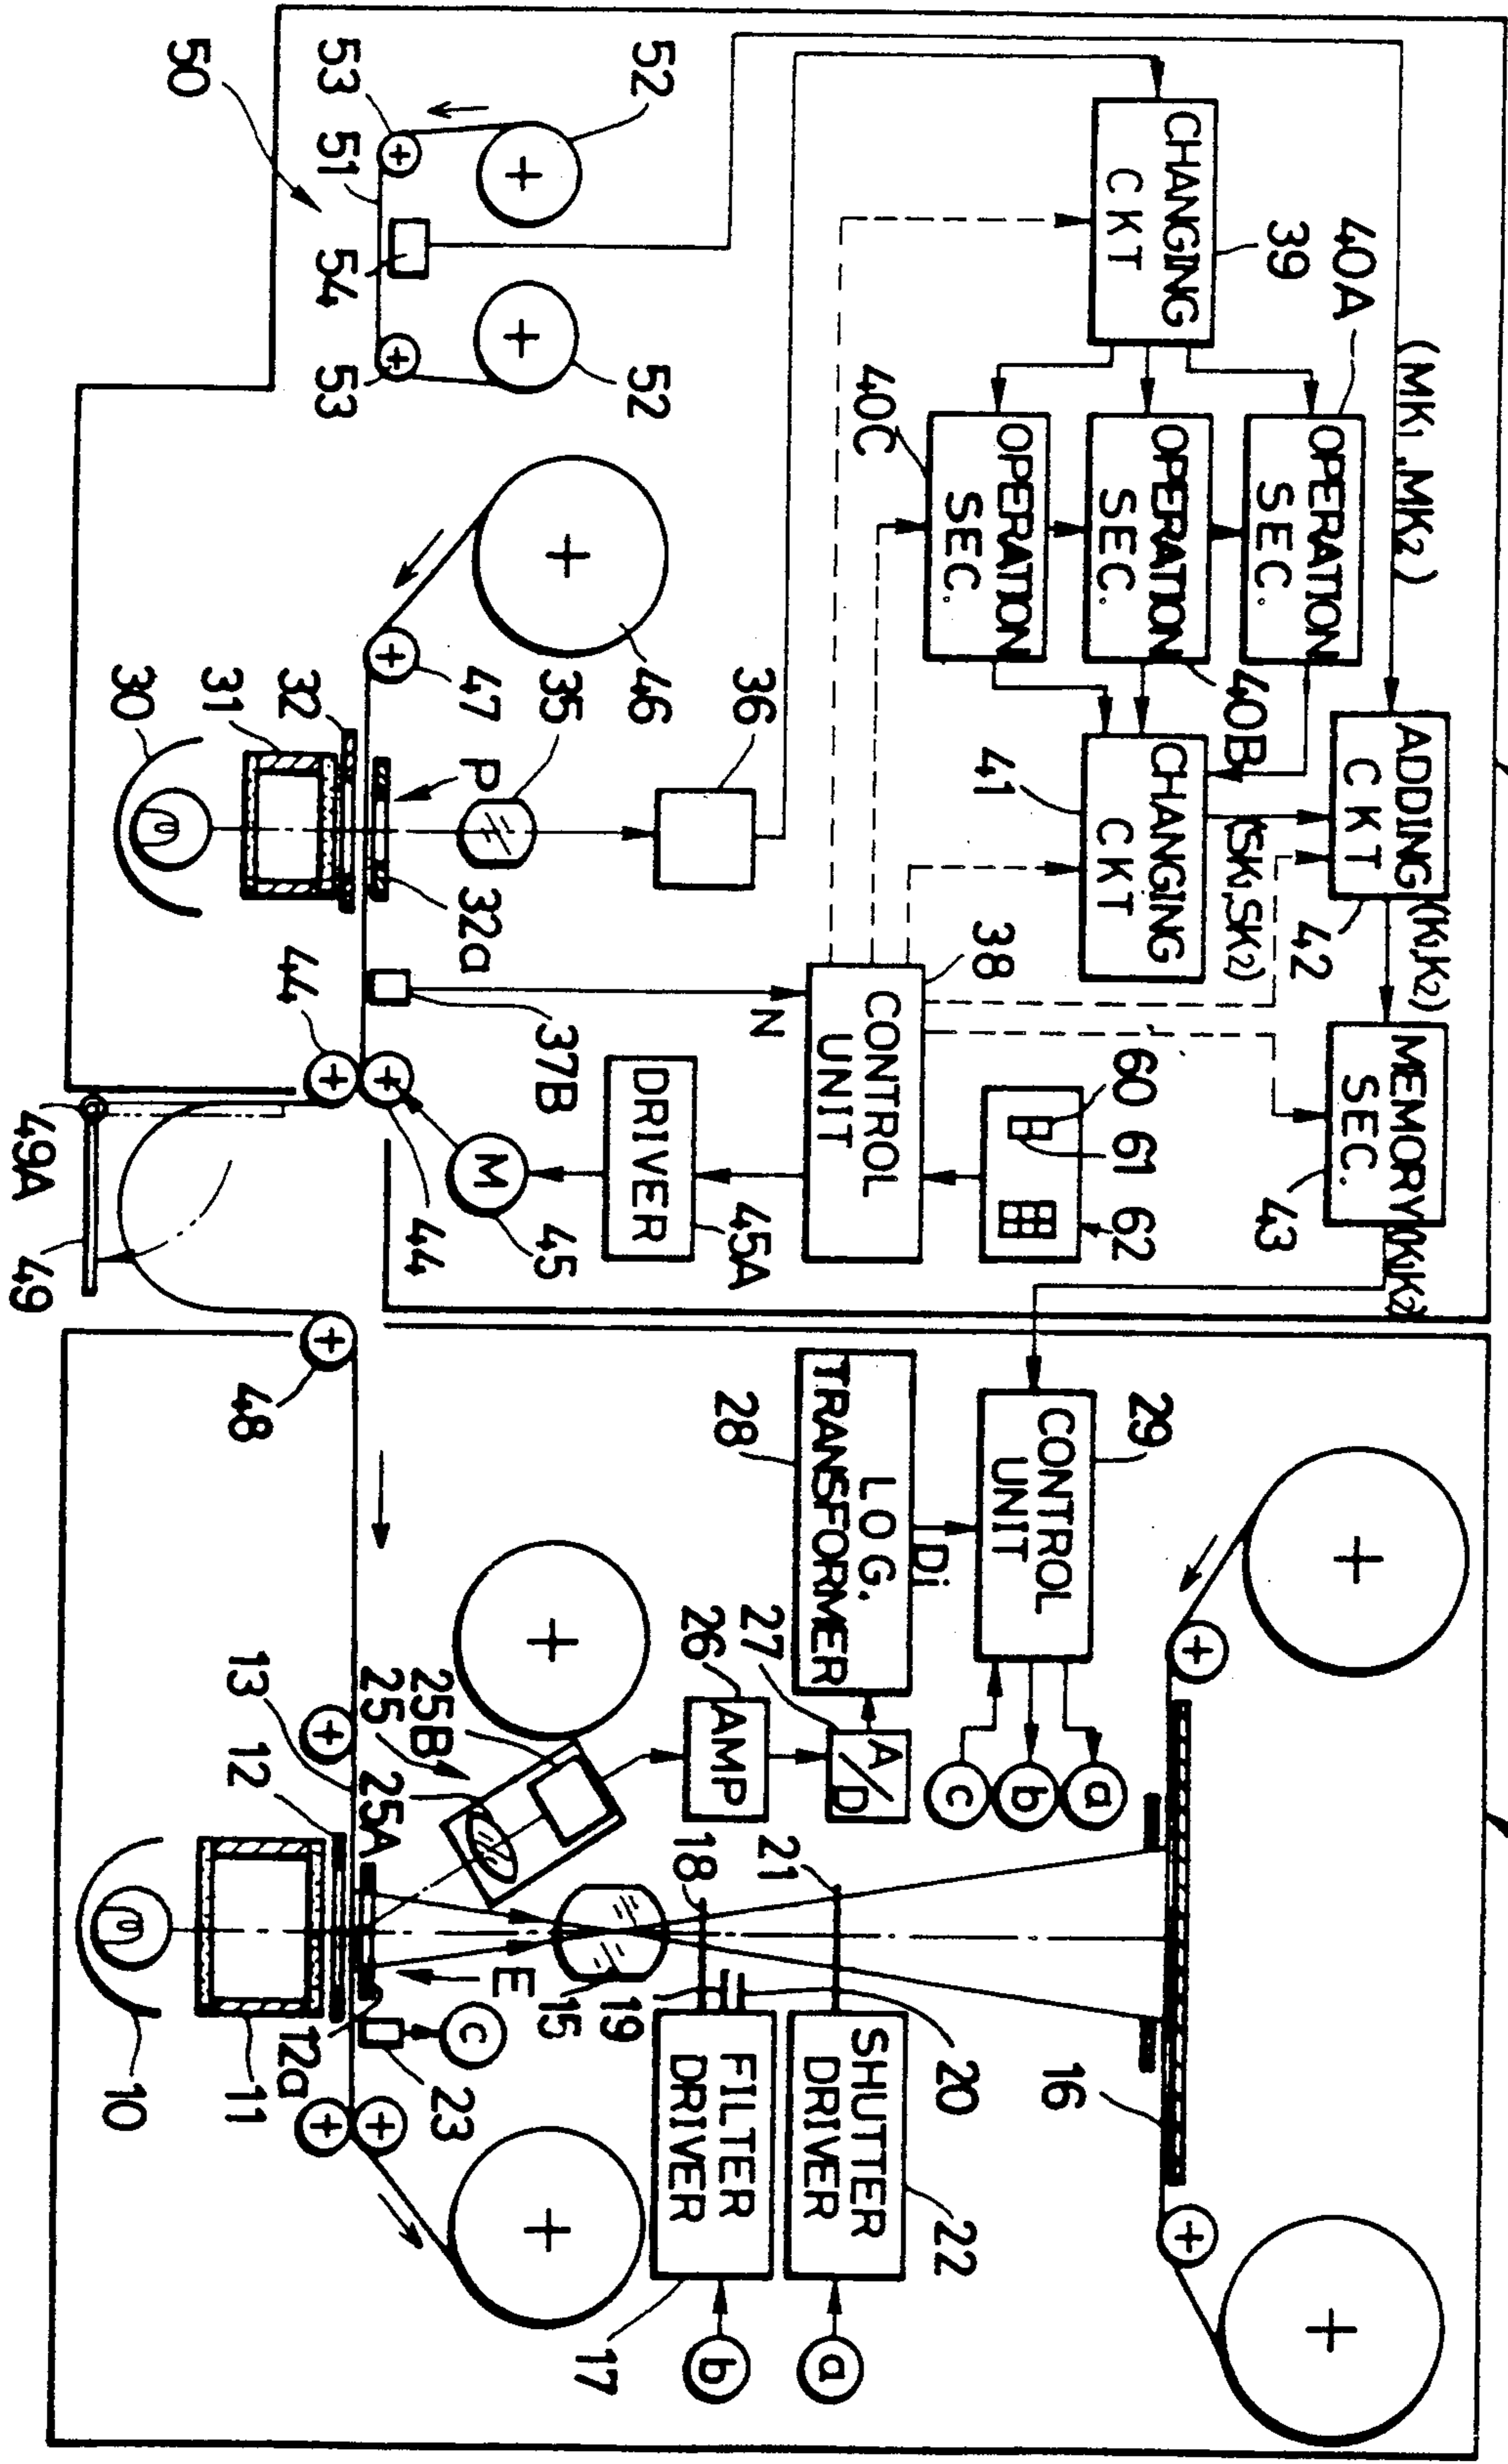 (MK1,MK2)
40A
39
CHANGING
CKT
OPERATION
SEC.
OPERATION
SEC.
OPERATION
SEC.
40C
40B
ADDING
CKT
42
(K1,K2)
MEMORY
SEC.
43
(K1,K2)
CHANGING
CKT
41
(SK1,SK2)
38
CONTROL
UNIT
N
60
61
62
DRIVER
45A
M
45
52
53
51
50
54
52
53
46
47
36
35
P
32
31
30
32a
37B
44
44
49A
49
48
29
CONTROL
UNIT
Di
LOG.
TRANSFORMER
28
a
b
c
27
A/D
26
AMP
25B
25
25A
13
12
21
18
16
20
22
SHUTTER
DRIVER
a
FILTER
DRIVER
b
17
19
15
E
c
23
12a
11
10